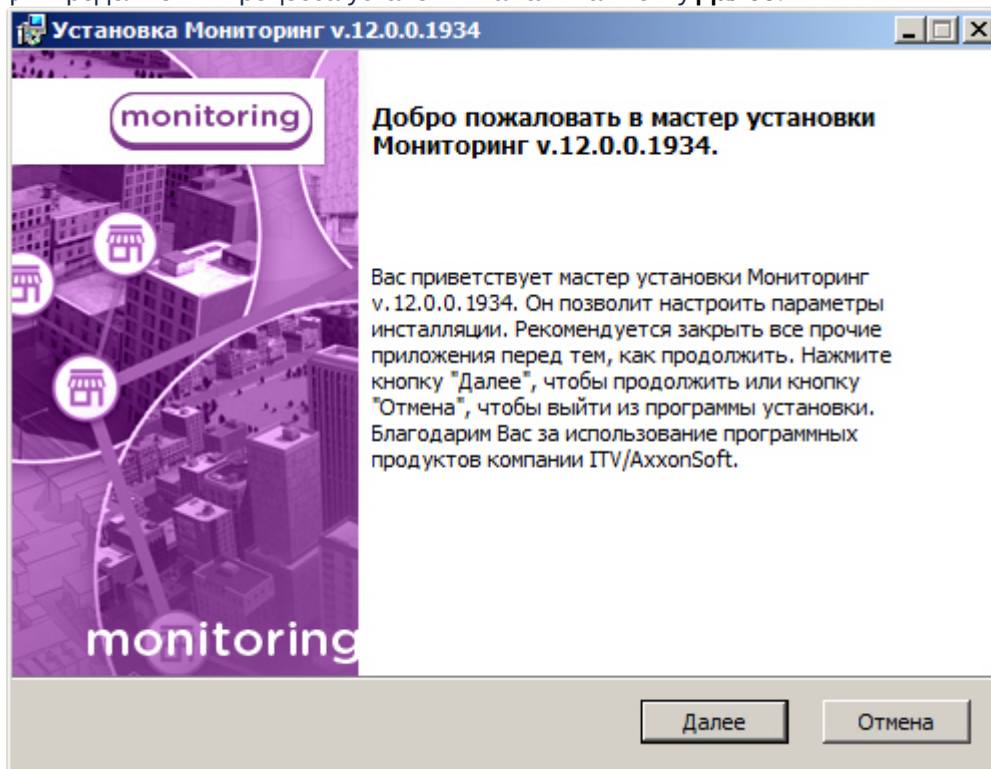 Установка Мониторинг v.12.0.0.1934
monitoring
Добро пожаловать в мастер установки
Мониторинг v.12.0.0.1934.
Вас приветствует мастер установки Мониторинг
v.12.0.0.1934. Он позволит настроить параметры
инсталляции. Рекомендуется закрыть все прочие
приложения перед тем, как продолжить. Нажмите
кнопку "Далее", чтобы продолжить или кнопку
"Отмена", чтобы выйти из программы установки.
Благодарим Вас за использование программных
продуктов компании ITV/AxxonSoft.
monitoring
Далее
Отмена